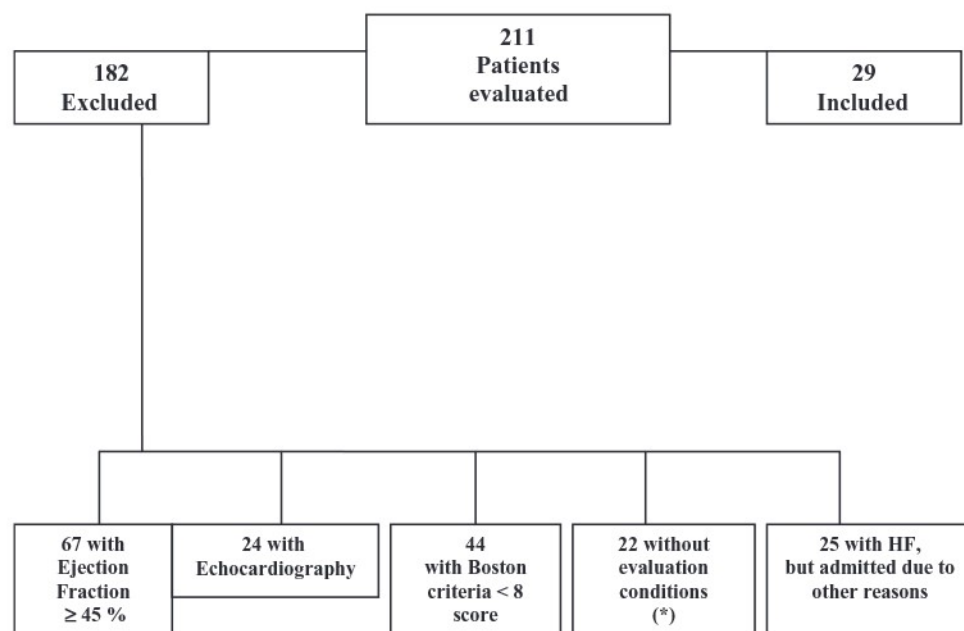 211
Patients
evaluated
182
Excluded
29
Included
67 with
Ejection
Fraction
≥ 45 %
24 with
Echocardiography
44
with Boston
criteria < 8
score
22 without
evaluation
conditions
(*)
25 with HF,
but admitted due to
other reasons